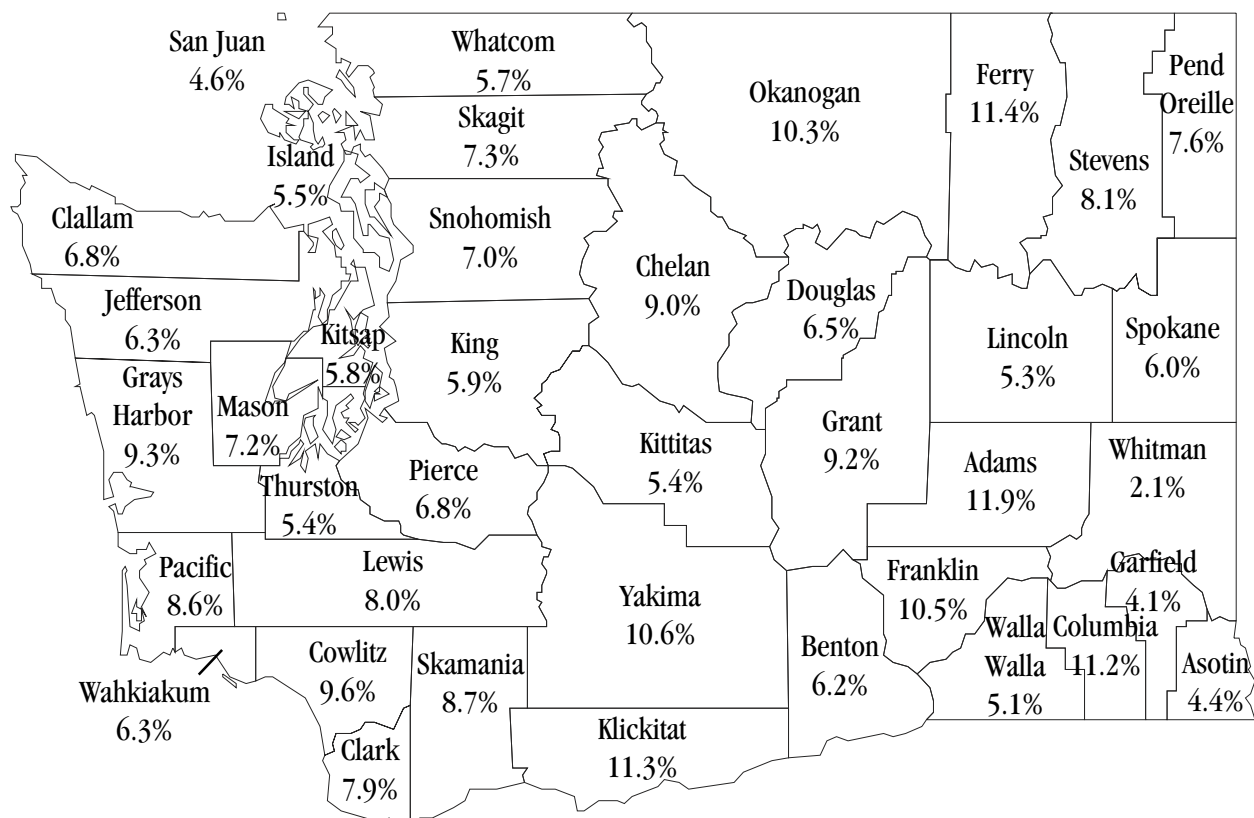 San Juan
4.6%
Whatcom
5.7%
Okanogan
10.3%
Ferry
11.4%
Pend
Oreille
7.6%
Skagit
7.3%
Island
5.5%
Stevens
8.1%
Clallam
6.8%
Snohomish
7.0%
Chelan
9.0%
Douglas
6.5%
Jefferson
6.3%
Kitsap
5.8%
King
5.9%
Lincoln
5.3%
Spokane
6.0%
Grays
Harbor
9.3%
Mason
7.2%
Kittitas
5.4%
Grant
9.2%
Adams
11.9%
Whitman
2.1%
Thurston
5.4%
Pierce
6.8%
Pacific
8.6%
Lewis
8.0%
Yakima
10.6%
Franklin
10.5%
Garfield
4.1%
Walla
Walla
5.1%
Columbia
11.2%
Benton
6.2%
Asotin
4.4%
Wahkiakum
6.3%
Cowlitz
9.6%
Skamania
8.7%
Klickitat
11.3%
Clark
7.9%